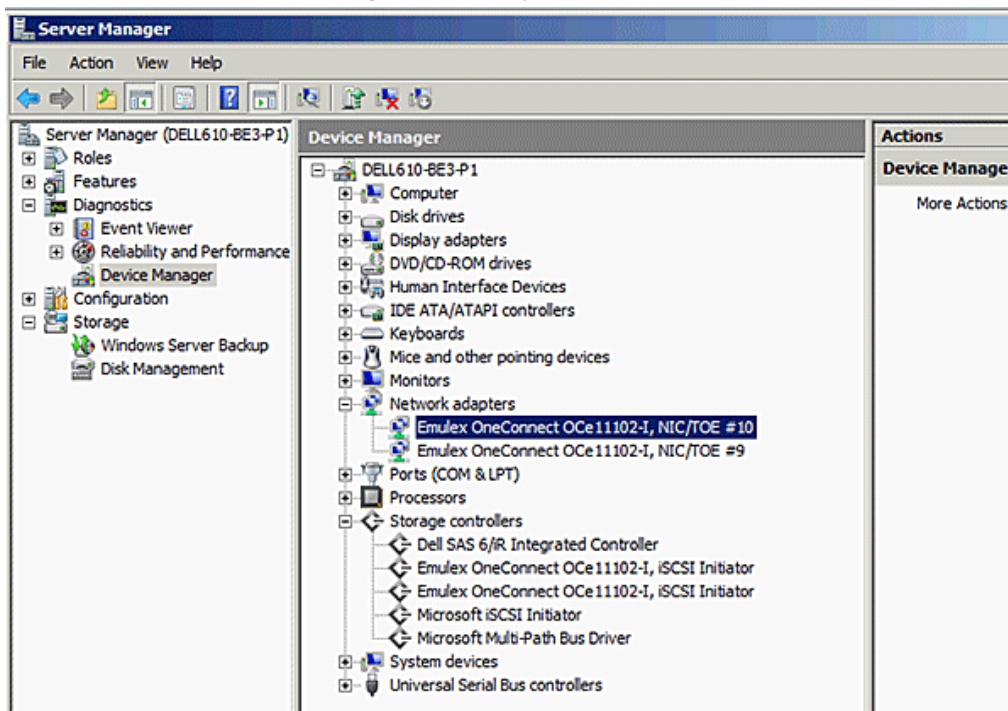 Server Manager
File Action View Help
Server Manager (DELL610-BE3-P1)
Roles
Features
Diagnostics
Event Viewer
Reliability and Performance
Device Manager
Configuration
Storage
Windows Server Backup
Disk Management
Device Manager
DELL610-BE3-P1
Computer
Disk drives
Display adapters
DVD/CD-ROM drives
Human Interface Devices
IDE ATA/ATAPI controllers
Keyboards
Mice and other pointing devices
Monitors
Network adapters
Emulex OneConnect OCe11102-I, NIC/TOE #10
Emulex OneConnect OCe11102-I, NIC/TOE #9
Ports (COM & LPT)
Processors
Storage controllers
Dell SAS 6/iR Integrated Controller
Emulex OneConnect OCe11102-I, iSCSI Initiator
Emulex OneConnect OCe11102-I, iSCSI Initiator
Microsoft iSCSI Initiator
Microsoft Multi-Path Bus Driver
System devices
Universal Serial Bus controllers
Actions
Device Manage
More Actions